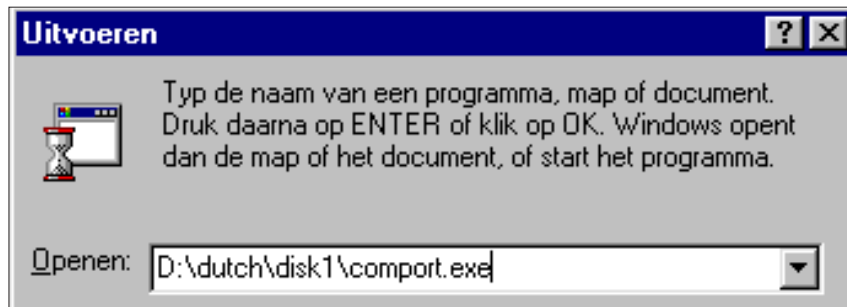 Uitvoeren
Typ de naam van een programma, map of document.
Druk daarna op ENTER of klik op OK. Windows opent
dan de map of het document, of start het programma.
Openen: D:\dutch\disk1\comport.exe